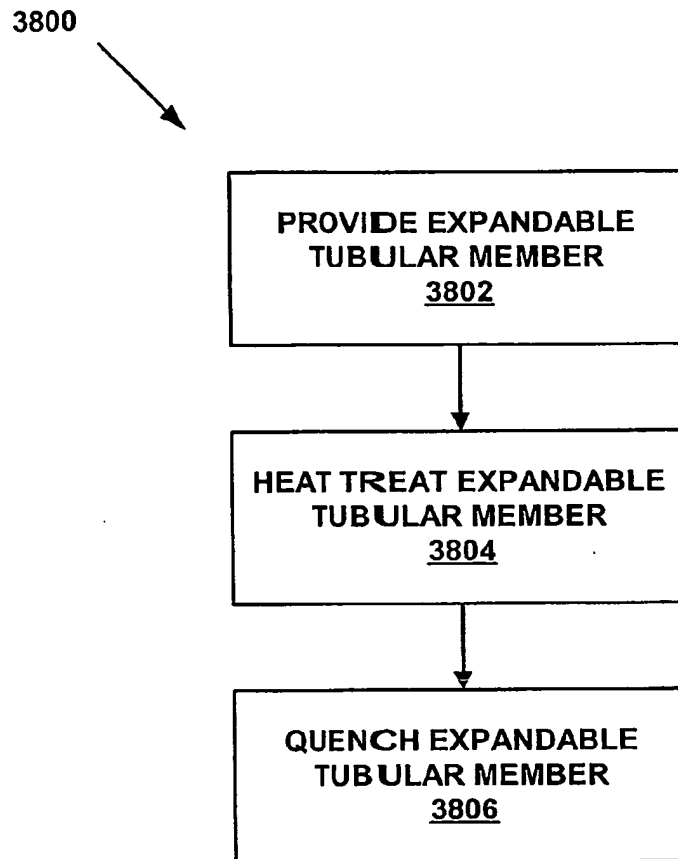 3800
PROVIDE EXPANDABLE
TUBULAR MEMBER
3802
HEAT TREAT EXPANDABLE
TUBULAR MEMBER
3804
QUENCH EXPANDABLE
TUBULAR MEMBER
3806